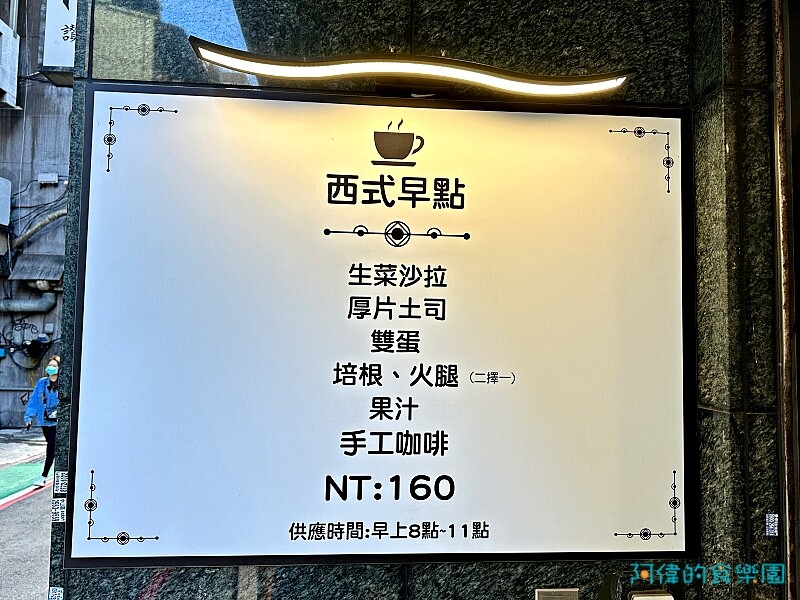 西式早點
生菜沙拉
厚片土司
雙蛋
培根、火腿（二擇一）
果汁
手工咖啡
NT:160
供應時間:早上8點~11點
阿律的食樂園